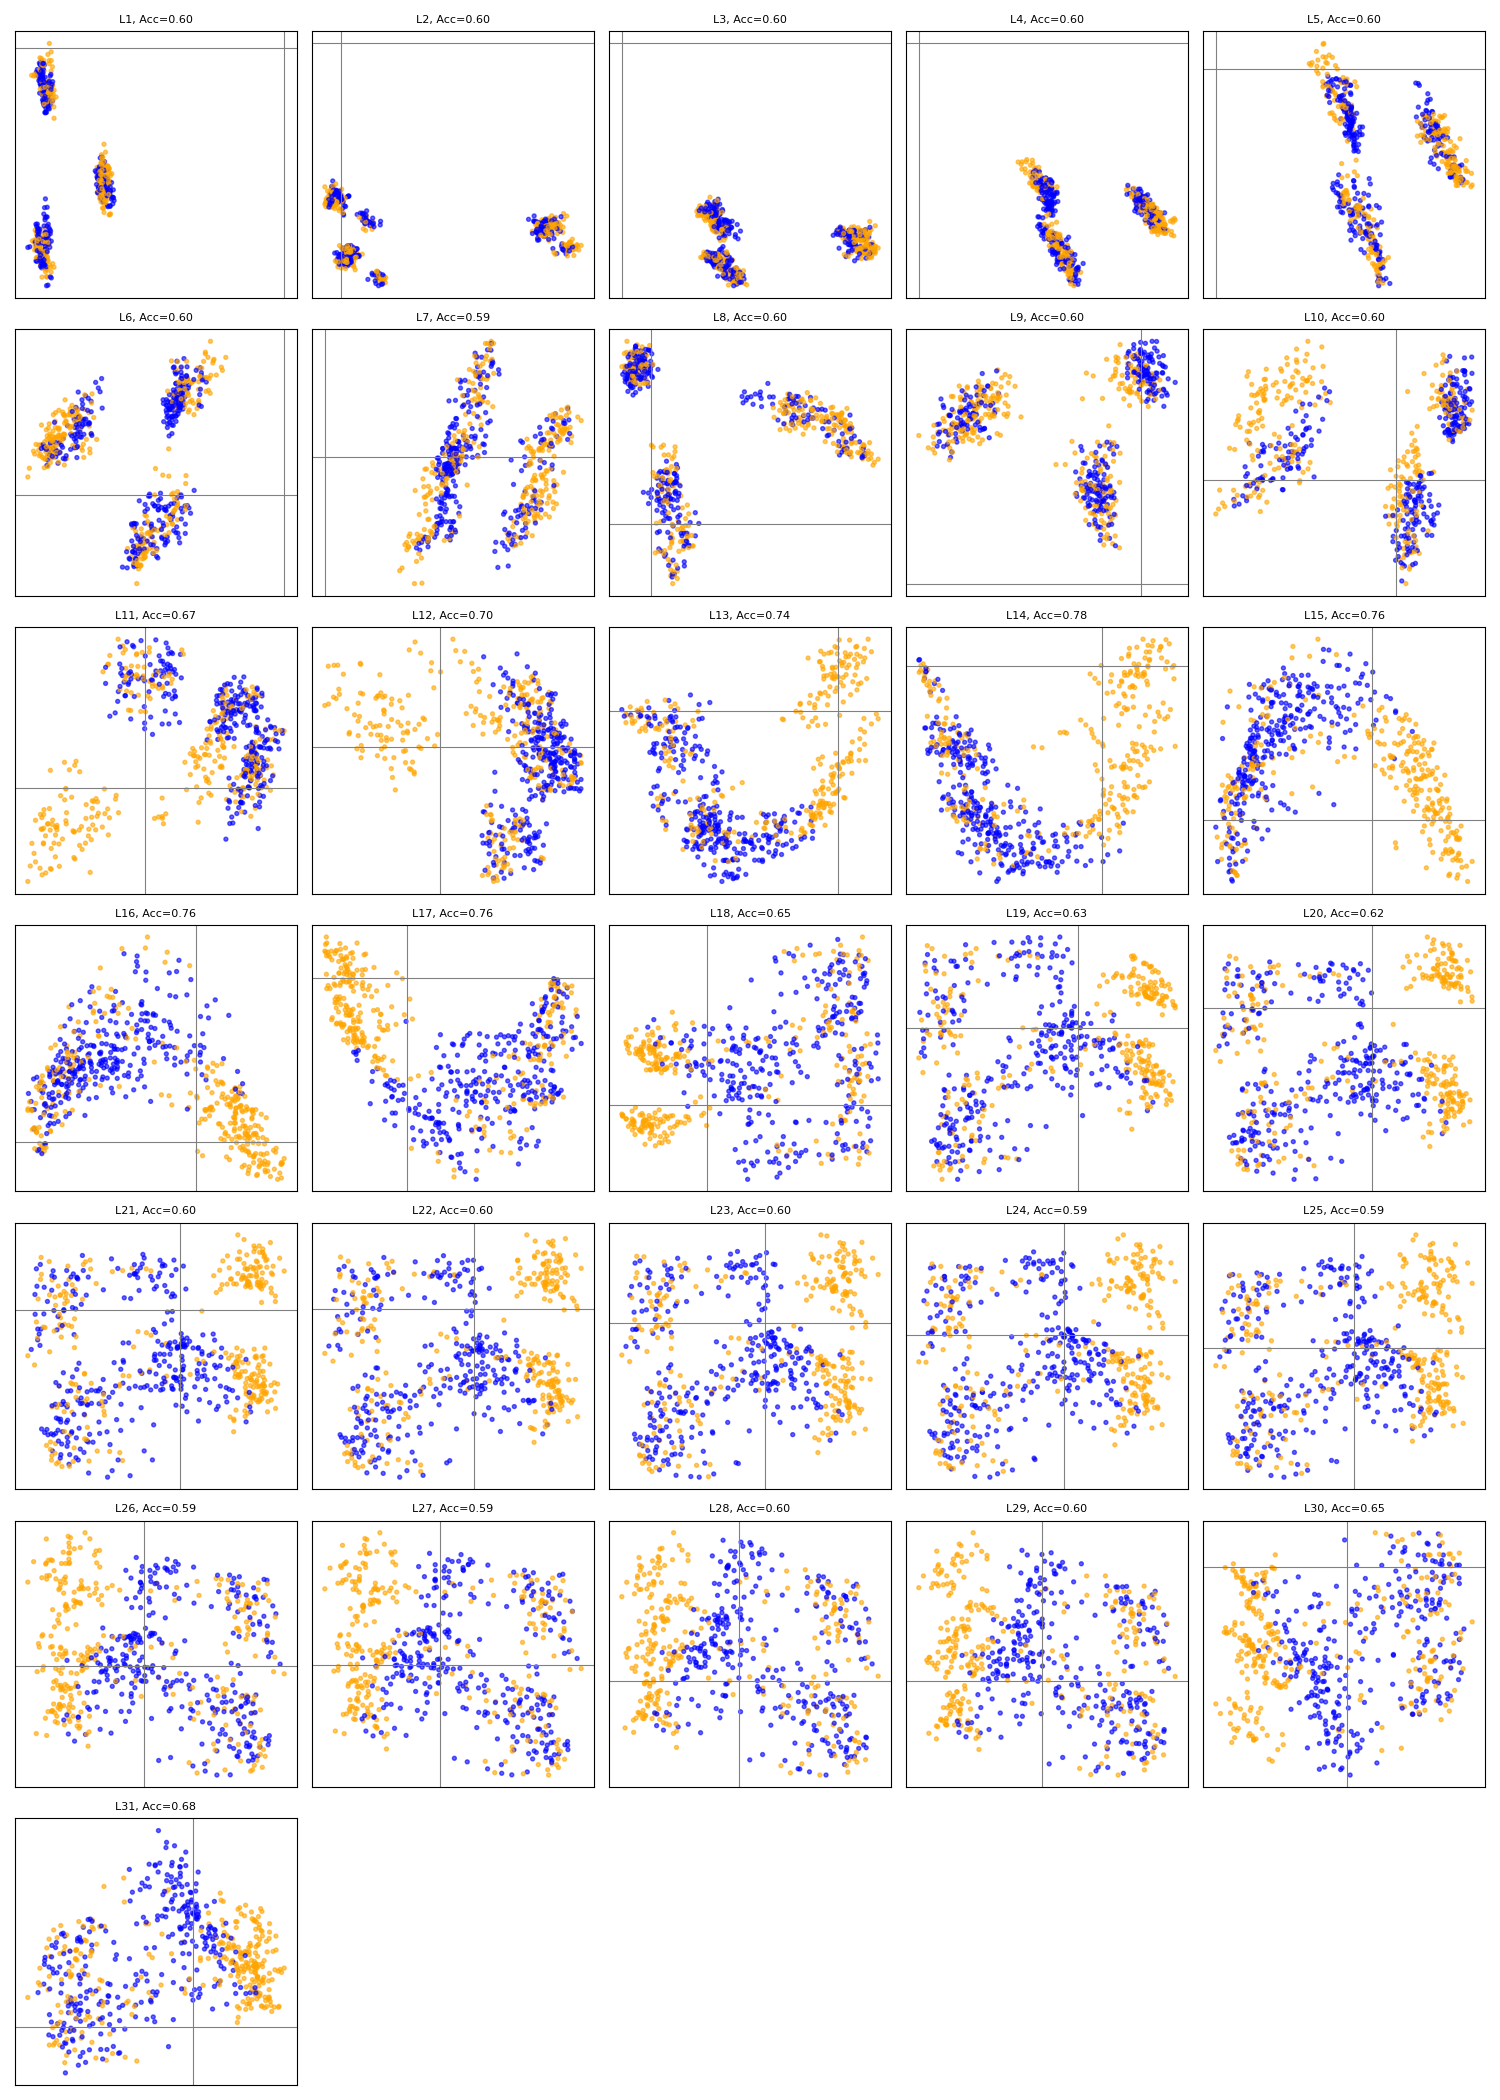 L1, Acc=0.60
L2, Acc=0.60
L3, Acc=0.60
L4, Acc=0.60
L5, Acc=0.60
L6, Acc=0.60
L7, Acc=0.59
L8, Acc=0.60
L9, Acc=0.60
L10, Acc=0.60
L11, Acc=0.67
L12, Acc=0.70
L13, Acc=0.74
L14, Acc=0.78
L15, Acc=0.76
L16, Acc=0.76
L17, Acc=0.76
L18, Acc=0.65
L19, Acc=0.63
L20, Acc=0.62
L21, Acc=0.60
L22, Acc=0.60
L23, Acc=0.60
L24, Acc=0.59
L25, Acc=0.59
L26, Acc=0.59
L27, Acc=0.59
L28, Acc=0.60
L29, Acc=0.60
L30, Acc=0.65
L31, Acc=0.68